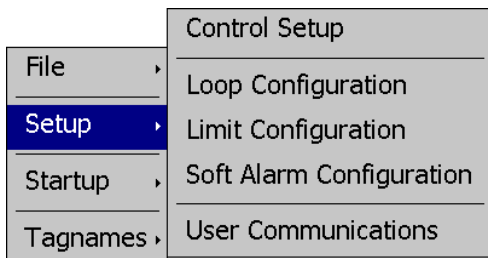 File
Setup
Startup
Tagnames
Control Setup
Loop Configuration
Limit Configuration
Soft Alarm Configuration
User Communications